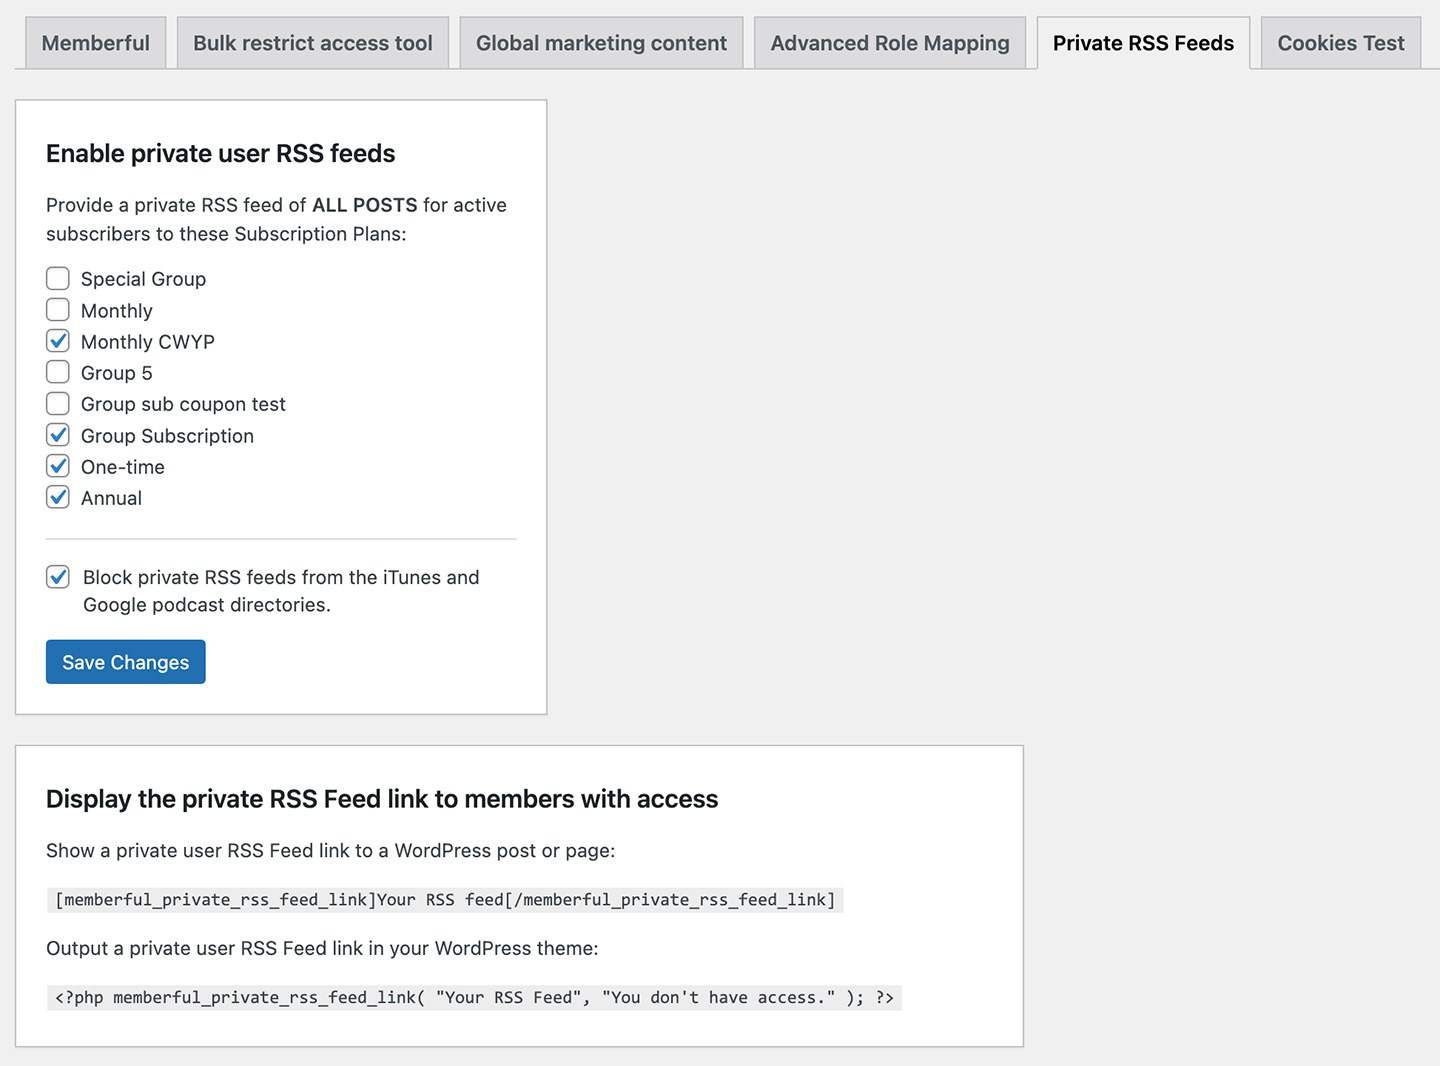 Memberful
Bulk restrict access tool
Global marketing content
Advanced Role Mapping
Private RSS Feeds
Cookies Test
Enable private user RSS feeds
Provide a private RSS feed of ALL POSTS for active
subscribers to these Subscription Plans:
Special Group
Monthly
Monthly CWYP
Group 5
Group sub coupon test
Group Subscription
One-time
Annual
Block private RSS feeds from the iTunes and
Google podcast directories.
Save Changes
Display the private RSS Feed link to members with access
Show a private user RSS Feed link to a WordPress post or page:
[memberful_private_rss_feed_link]Your RSS feed[/memberful_private_rss_feed_link]
Output a private user RSS Feed link in your WordPress theme:
<?php memberful_private_rss_feed_link( "Your RSS Feed", "You don't have access." ); ?>